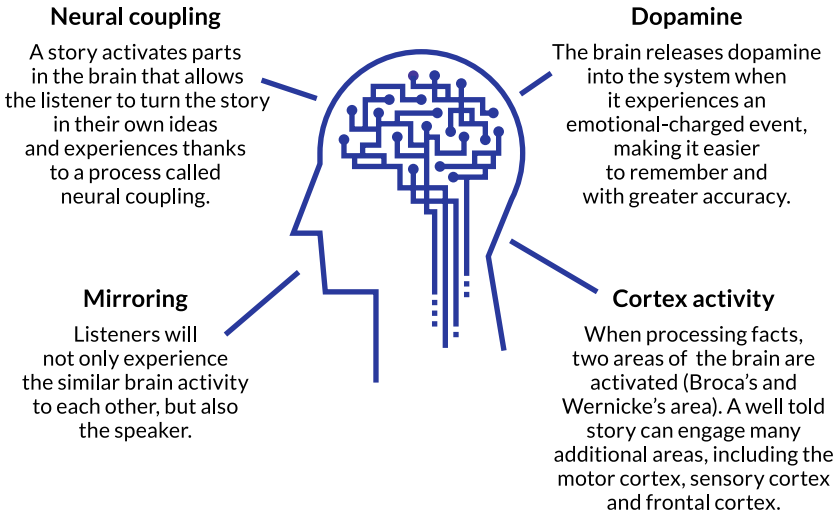 Neural coupling
A story activates parts
in the brain that allows
the listener to turn the story
in their own ideas
and experiences thanks
to a process called
neural coupling.
Dopamine
The brain releases dopamine
into the system when
it experiences an
emotional-charged event,
making it easier
to remember and
with greater accuracy.
Mirroring
Listeners will
not only experience
the similar brain activity
to each other, but also
the speaker.
Cortex activity
When processing facts,
two areas of the brain are
activated (Broca's and
Wernicke's area). A well told
story can engage many
additional areas, including the
motor cortex, sensory cortex
and frontal cortex.